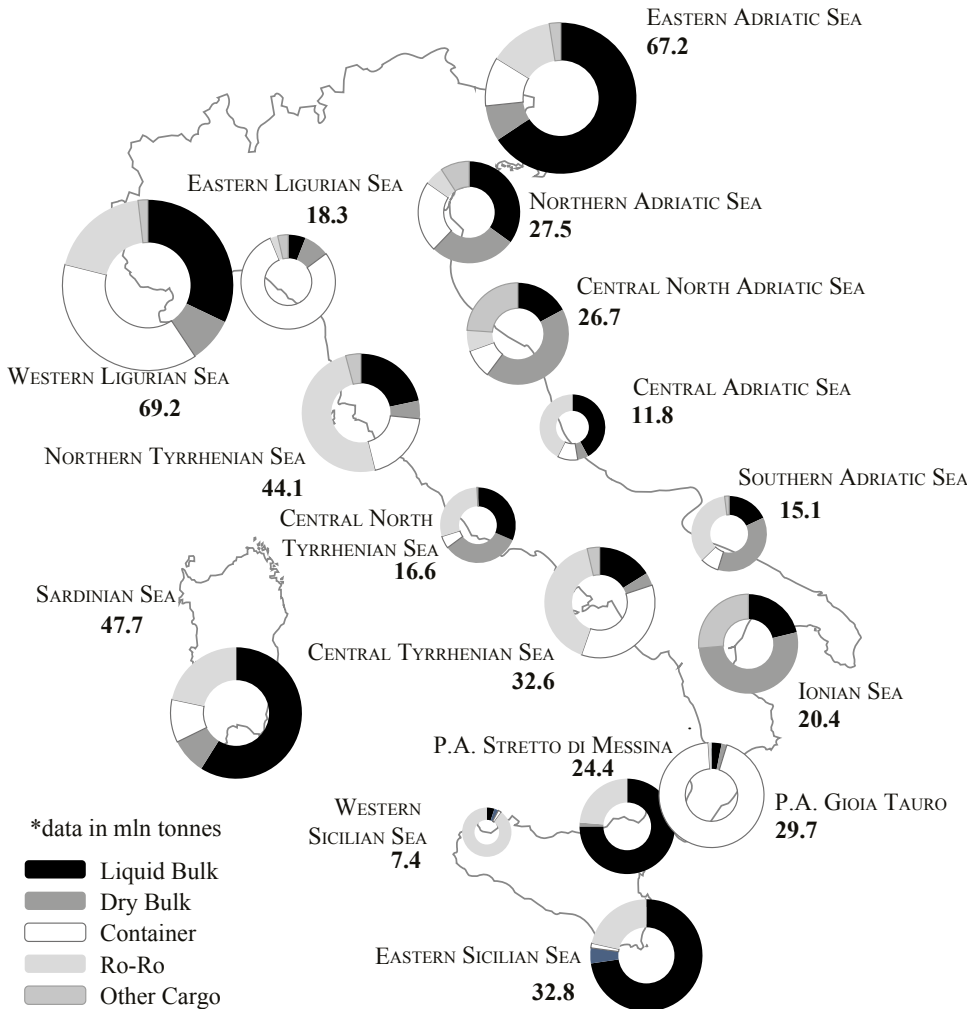 Eastern Adriatic Sea
67.2
Eastern Ligurian Sea
18.3
Northern Adriatic Sea
27.5
Central North Adriatic Sea
26.7
Western Ligurian Sea
69.2
Central Adriatic Sea
11.8
Northern Tyrrhenian Sea
44.1
Southern Adriatic Sea
15.1
Central North
Tyrrhenian Sea
16.6
Sardinian Sea
47.7
Central Tyrrhenian Sea
32.6
Ionian Sea
20.4
P.A. Stretto di Messina
24.4
P.A. Gioia Tauro
29.7
Western
Sicilian Sea
7.4
Eastern Sicilian Sea
32.8
*data in mln tonnes
Liquid Bulk
Dry Bulk
Container
Ro-Ro
Other Cargo